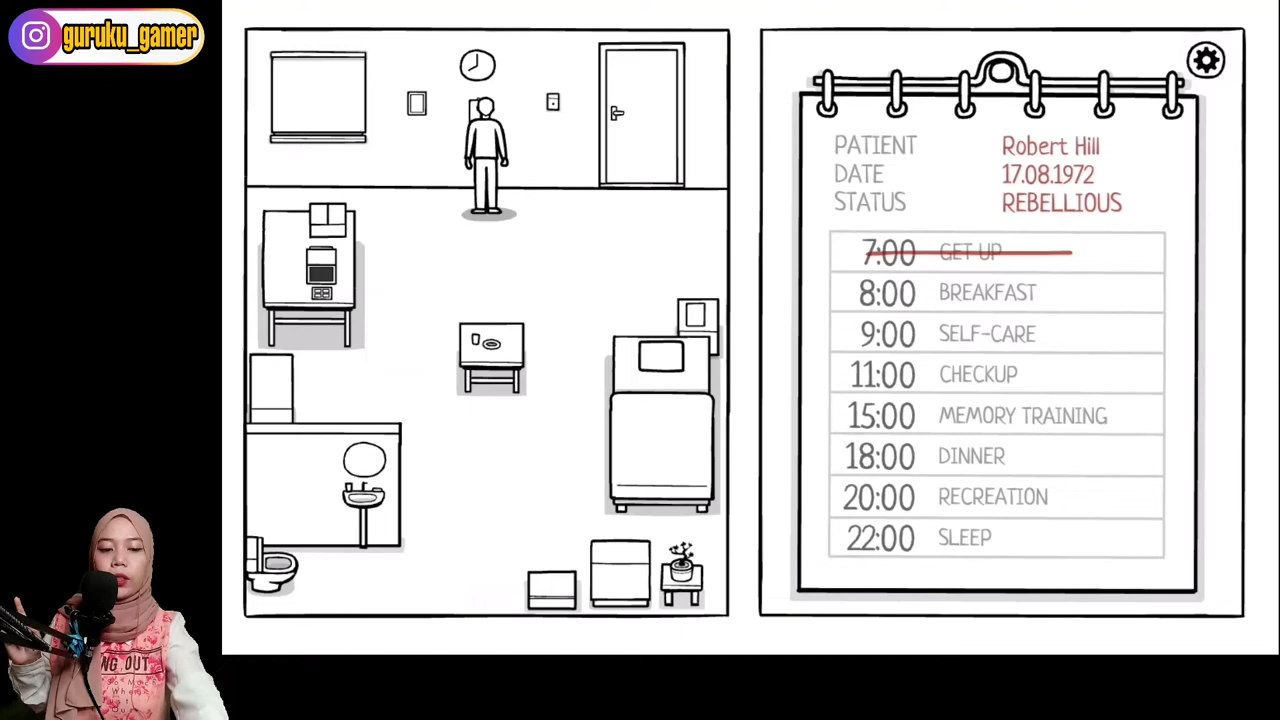 guruku_gamer
PATIENT Robert Hill
DATE 17.08.1972
STATUS REBELLIOUS
7:00 GET UP
8:00 BREAKFAST
9:00 SELF-CARE
11:00 CHECKUP
15:00 MEMORY TRAINING
18:00 DINNER
20:00 RECREATION
22:00 SLEEP